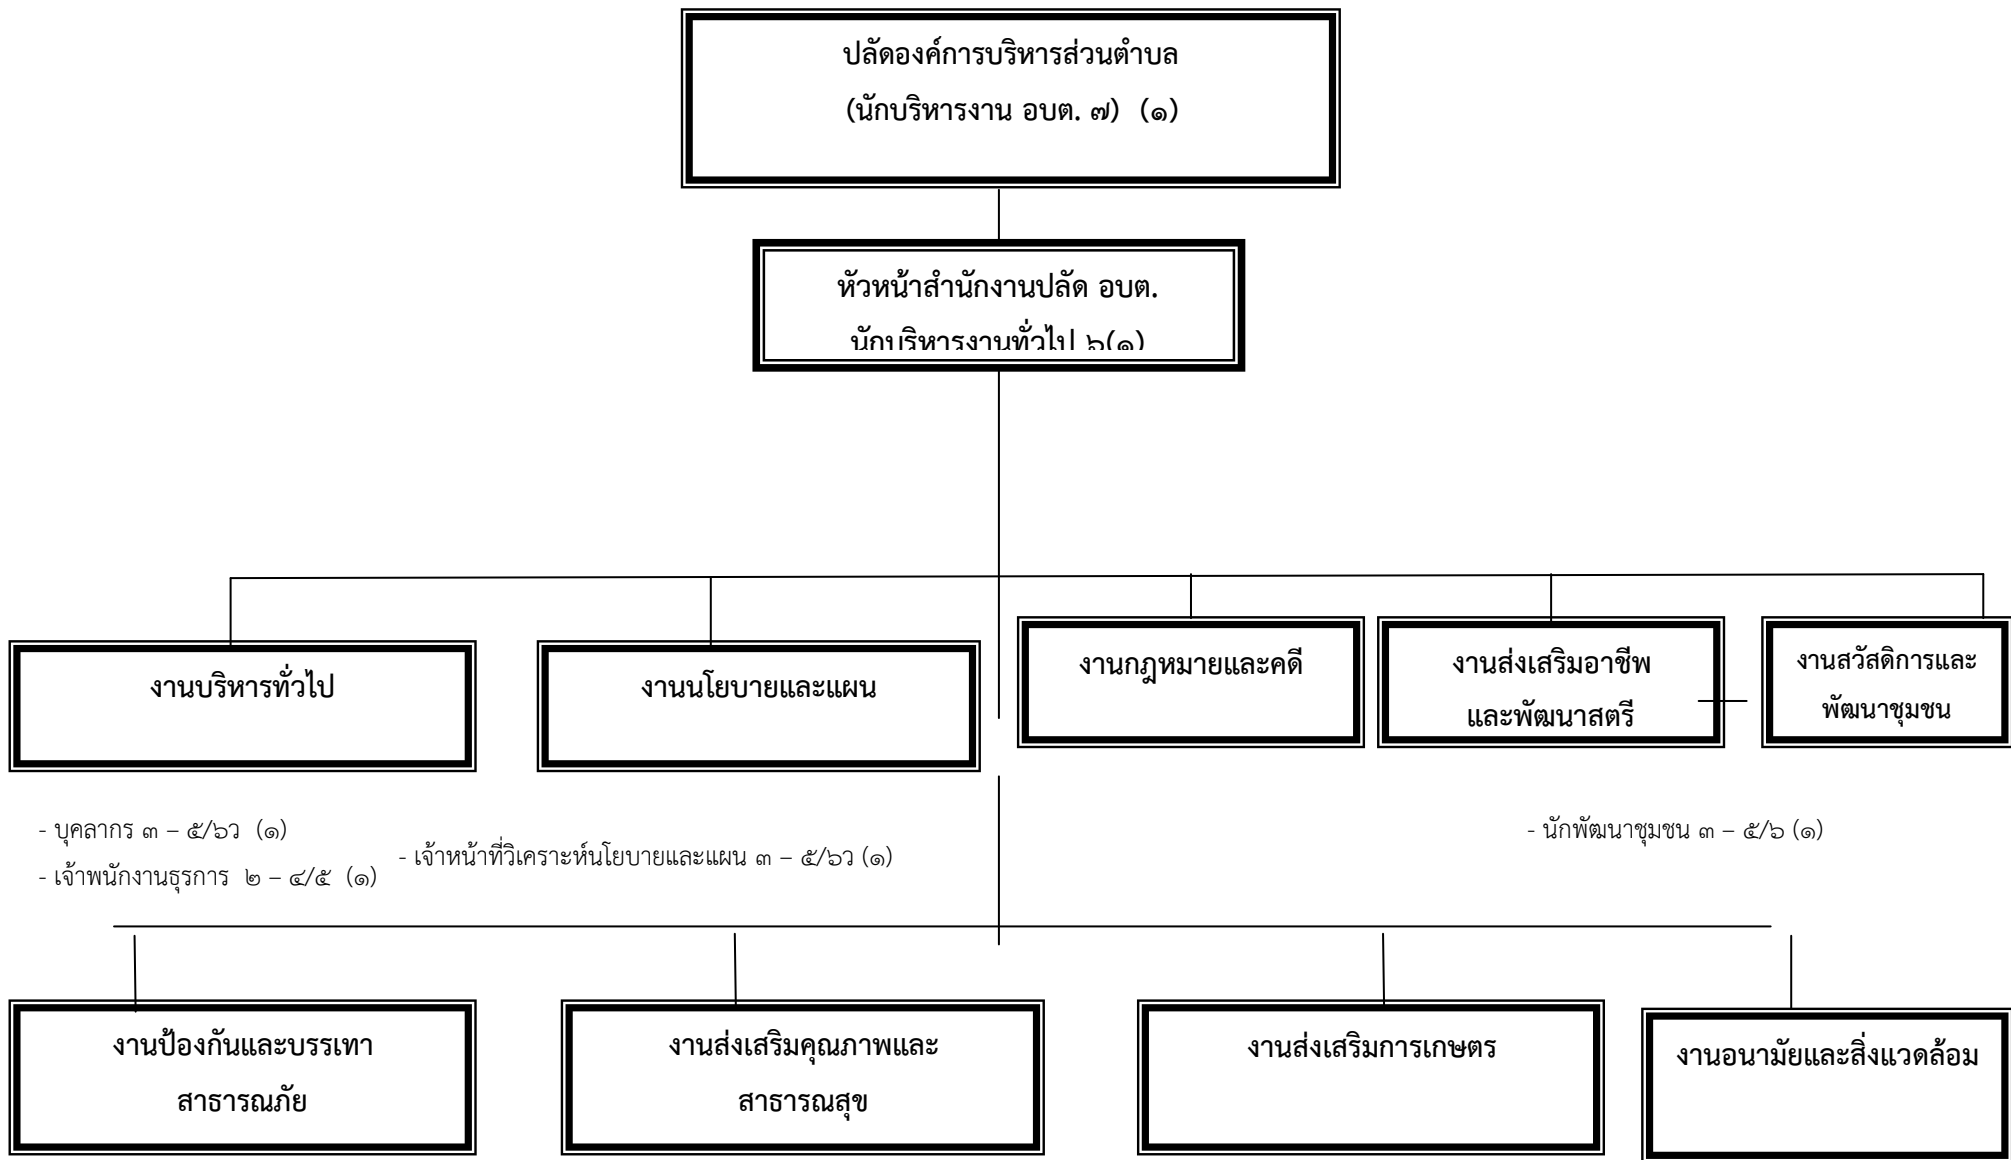 ปลัดองค์การบริหารส่วนตำบล
(นักบริหารงาน อบต. ๗) (๑)
หัวหน้าสำนักงานปลัด อบต.
นักบริหารงานทั่วไป ๖(๑)
งานบริหารทั่วไป
งานนโยบายและแผน
งานกฎหมายและคดี
งานส่งเสริมอาชีพ
และพัฒนาสตรี
งานสวัสดิการและ
พัฒนาชุมชน
- บุคลากร ๓ – ๕/๖ว (๑)
- เจ้าพนักงานธุรการ ๒ – ๔/๕ (๑)
- เจ้าหน้าที่วิเคราะห์นโยบายและแผน ๓ – ๕/๖ว (๑)
- นักพัฒนาชุมชน ๓ – ๕/๖ (๑)
งานป้องกันและบรรเทา
สาธารณภัย
งานส่งเสริมคุณภาพและ
สาธารณสุข
งานส่งเสริมการเกษตร
งานอนามัยและสิ่งแวดล้อม